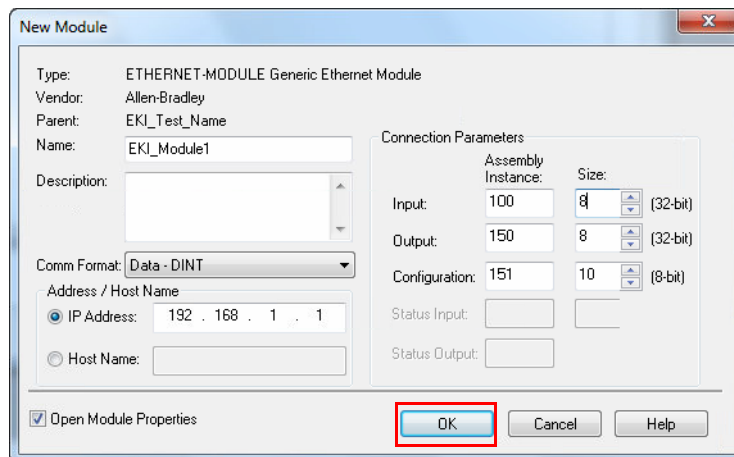 New Module
Type: ETHERNET-MODULE Generic Ethernet Module
Vendor: Allen-Bradley
Parent: EKI_Test_Name
Name: EKI_Module1
Description:
Comm Format: Data - DINT
Address / Host Name
IP Address: 192 . 168 . 1 . 1
Host Name:
Connection Parameters
Assembly Instance: Size:
Input: 100 8 (32-bit)
Output: 150 8 (32-bit)
Configuration: 151 10 (8-bit)
Status Input:
Status Output:
Open Module Properties
OK Cancel Help